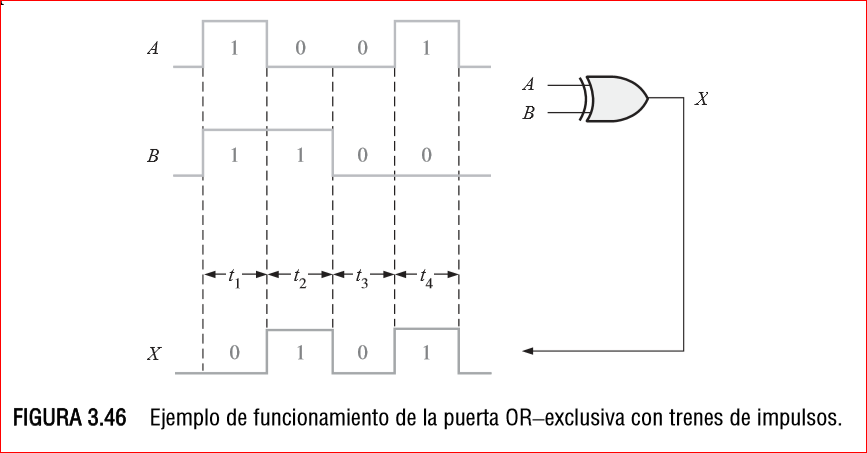 A 1 0 0 1
A
B
X
B 1 1 0 0
t1 t2 t3 t4
X 0 1 0 1
FIGURA 3.46 Ejemplo de funcionamiento de la puerta OR–exclusiva con trenes de impulsos.